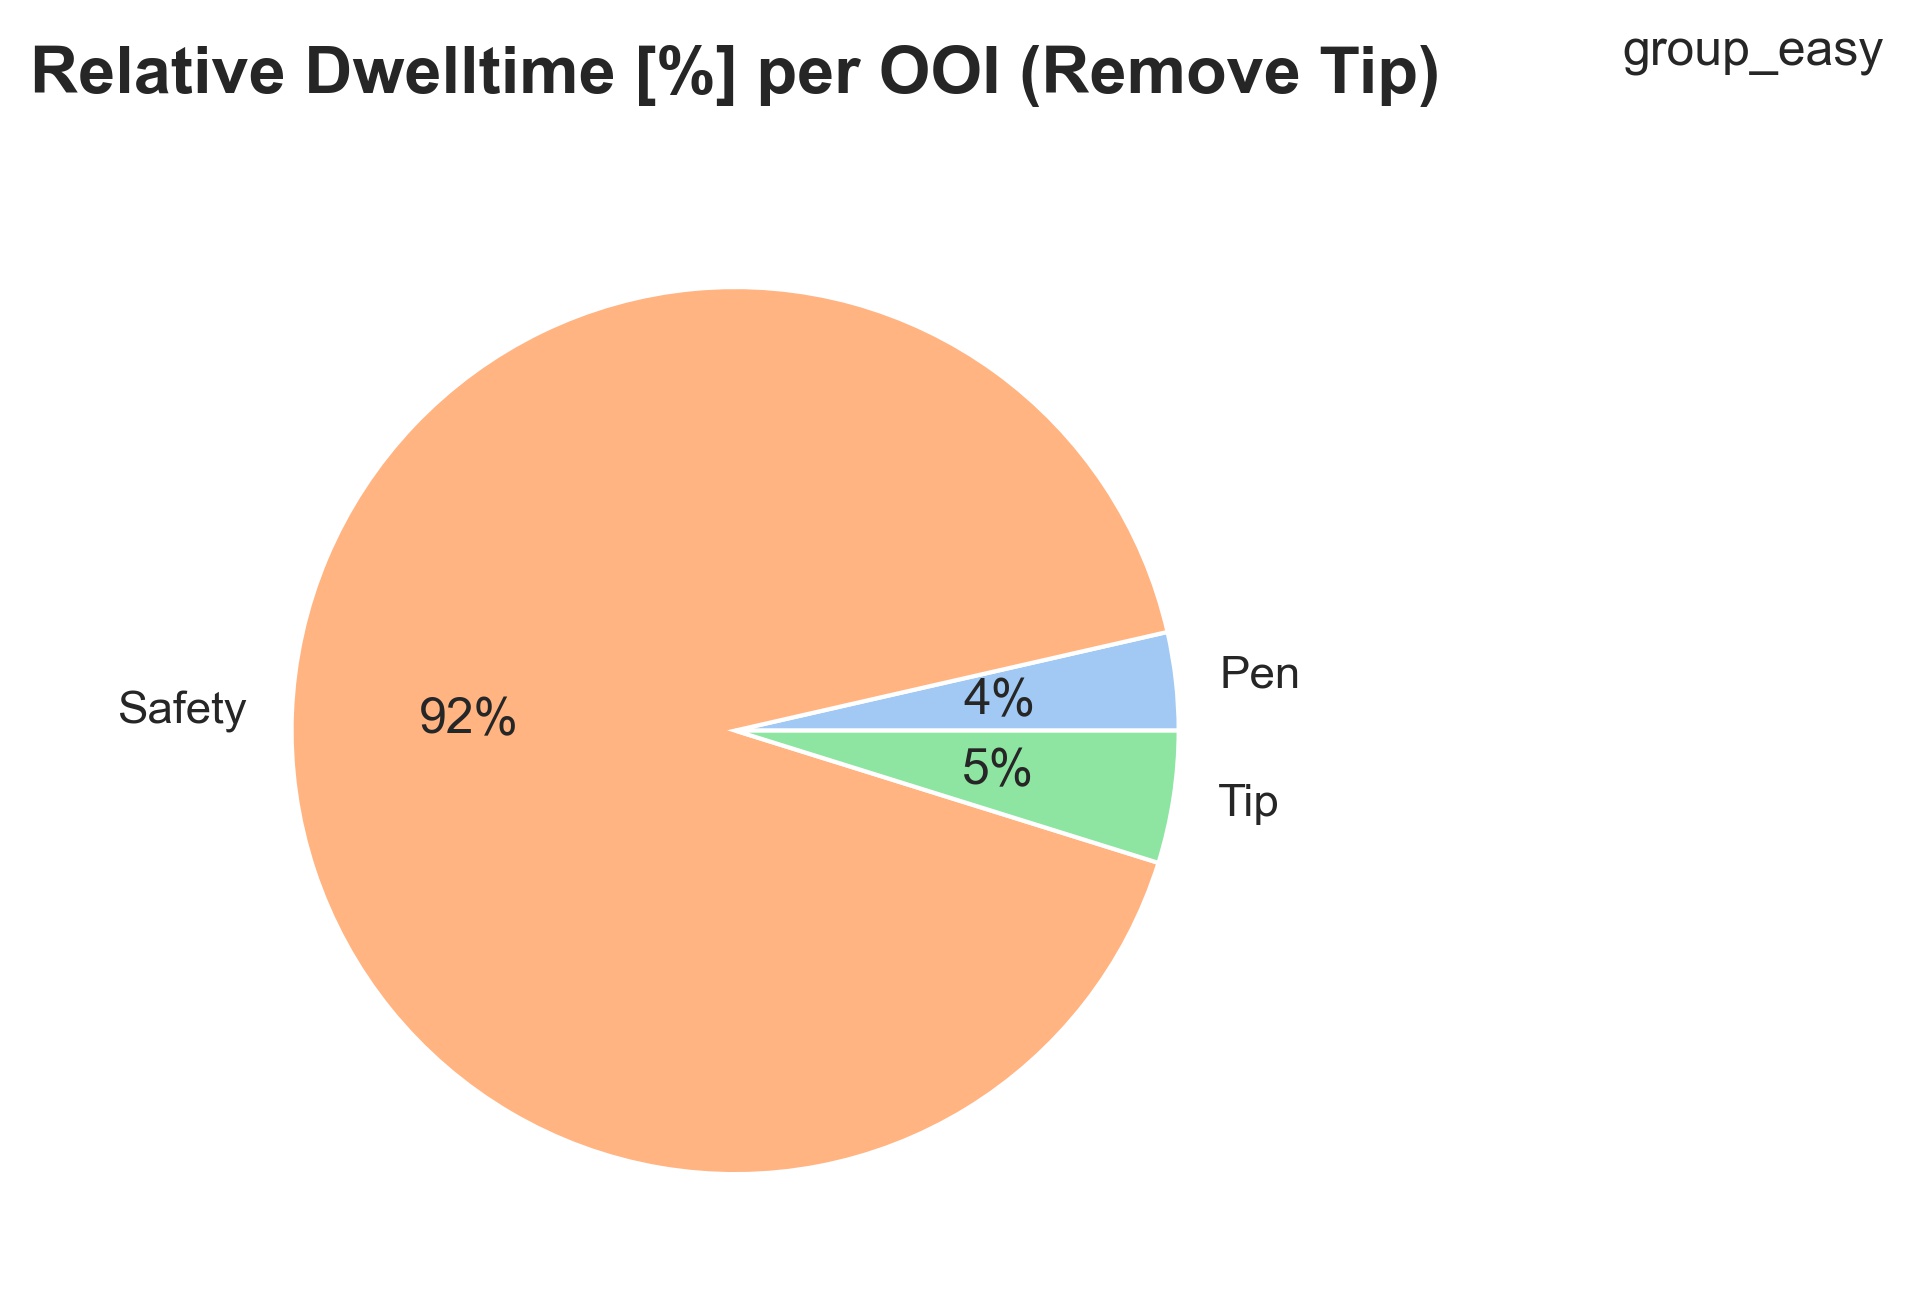 Relative Dwelltime [%] per OOI (Remove Tip)
group_easy
Pen
4%
Safety
92%
5%
Tip